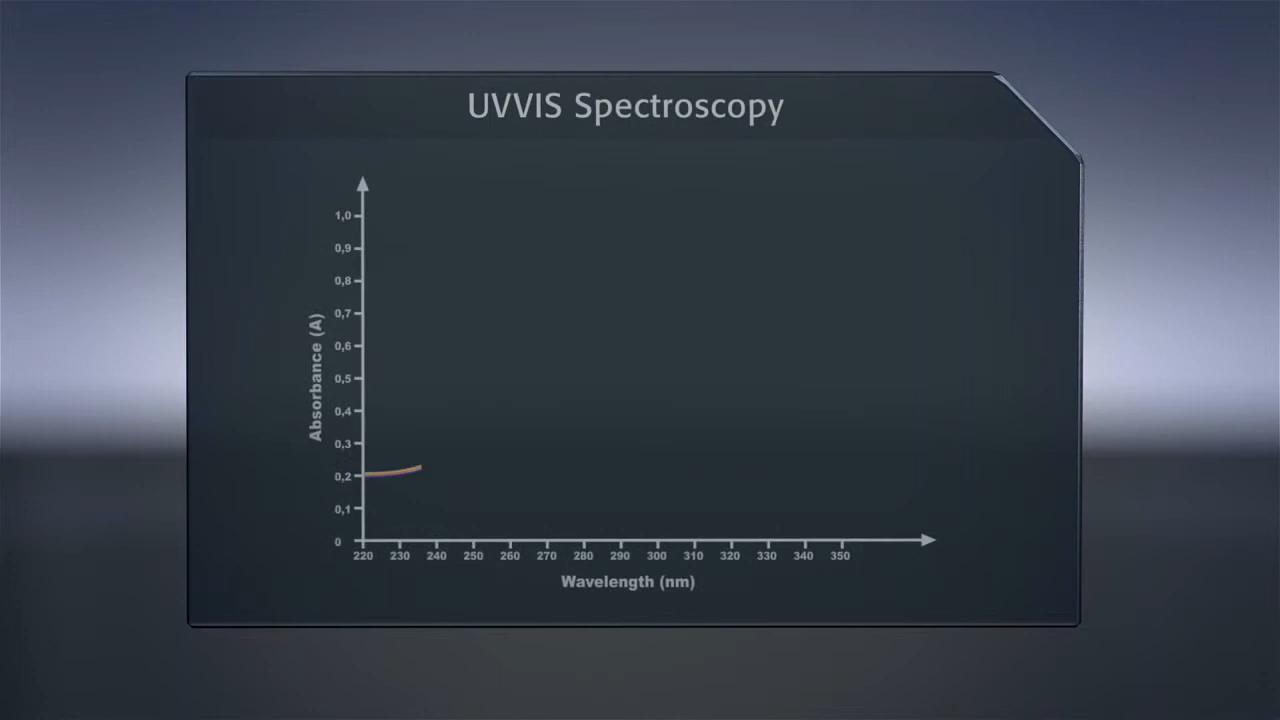 UVVIS Spectroscopy
Absorbance (A)
1,0
0,9
0,8
0,7
0,6
0,5
0,4
0,3
0,2
0,1
0
220 230 240 250 260 270 280 290 300 310 320 330 340 350
Wavelength (nm)